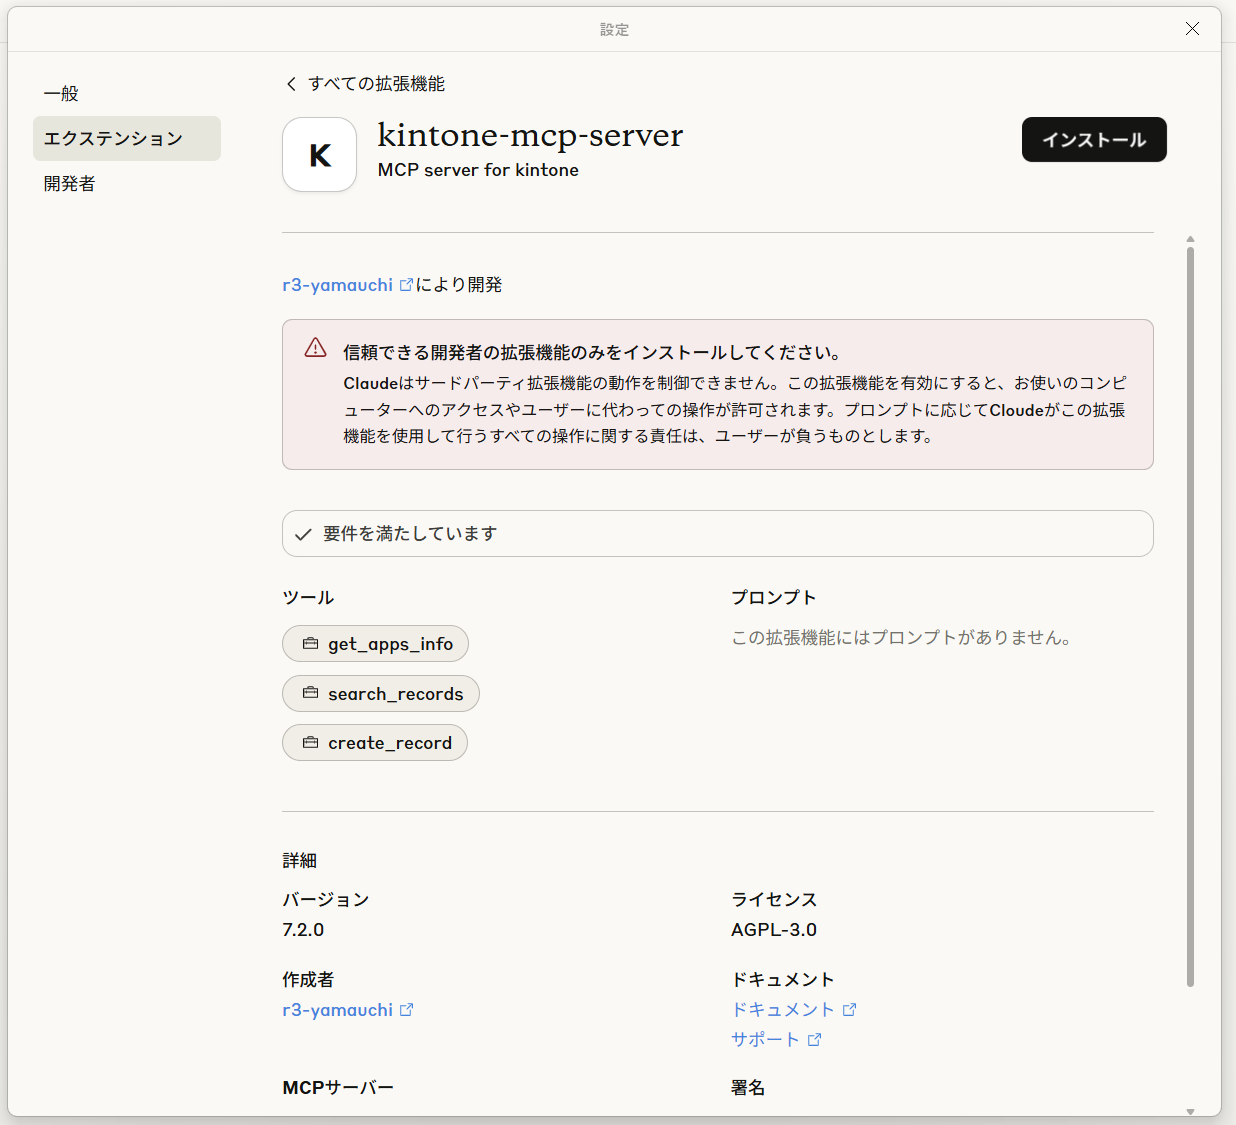 設定
一般
エクステンション
開発者
すべての拡張機能
K
kintone-mcp-server
MCP server for kintone
インストール
r3-yamauchi により開発
信頼できる開発者の拡張機能のみをインストールしてください。
Claudeはサードパーティ拡張機能の動作を制御できません。この拡張機能を有効にすると、お使いのコンピ
ューターへのアクセスやユーザーに代わっての操作が許可されます。プロンプトに応じてCloudeがこの拡張
機能を使用して行うすべての操作に関する責任は、ユーザーが負うものとします。
要件を満たしています
ツール
get_apps_info
search_records
create_record
プロンプト
この拡張機能にはプロンプトがありません。
詳細
バージョン
7.2.0
ライセンス
AGPL-3.0
作成者
r3-yamauchi
ドキュメント
ドキュメント
サポート
MCPサーバー
署名